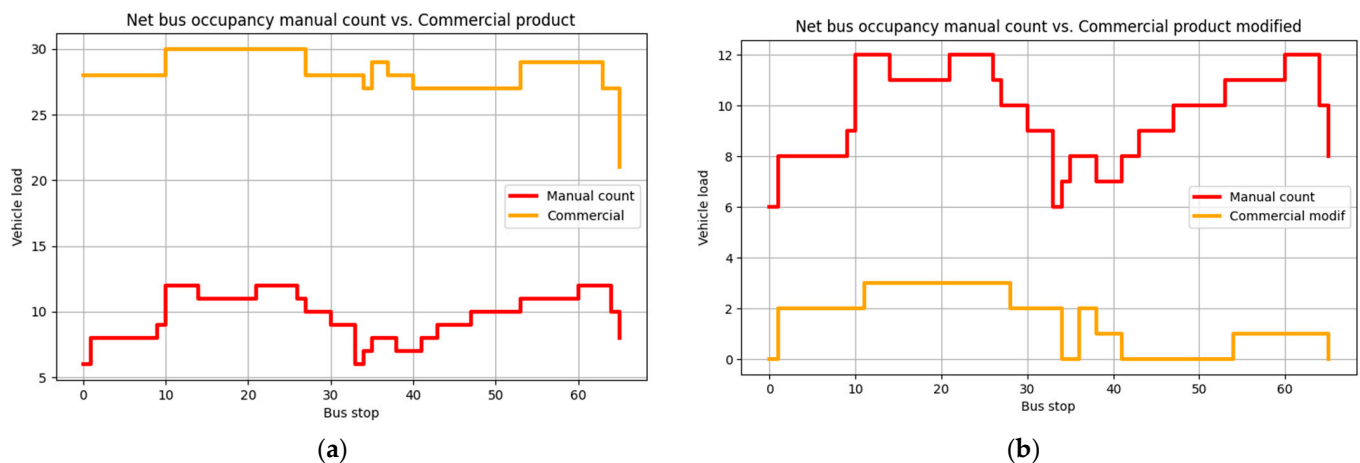 Net bus occupancy manual count vs. Commercial product
30
25
20
15
10
5
Vehicle load
Manual count
Commercial
0 10 20 30 40 50 60
Bus stop
(a)
Net bus occupancy manual count vs. Commercial product modified
12
10
8
6
4
2
0
Vehicle load
Manual count
Commercial modif
0 10 20 30 40 50 60
Bus stop
(b)